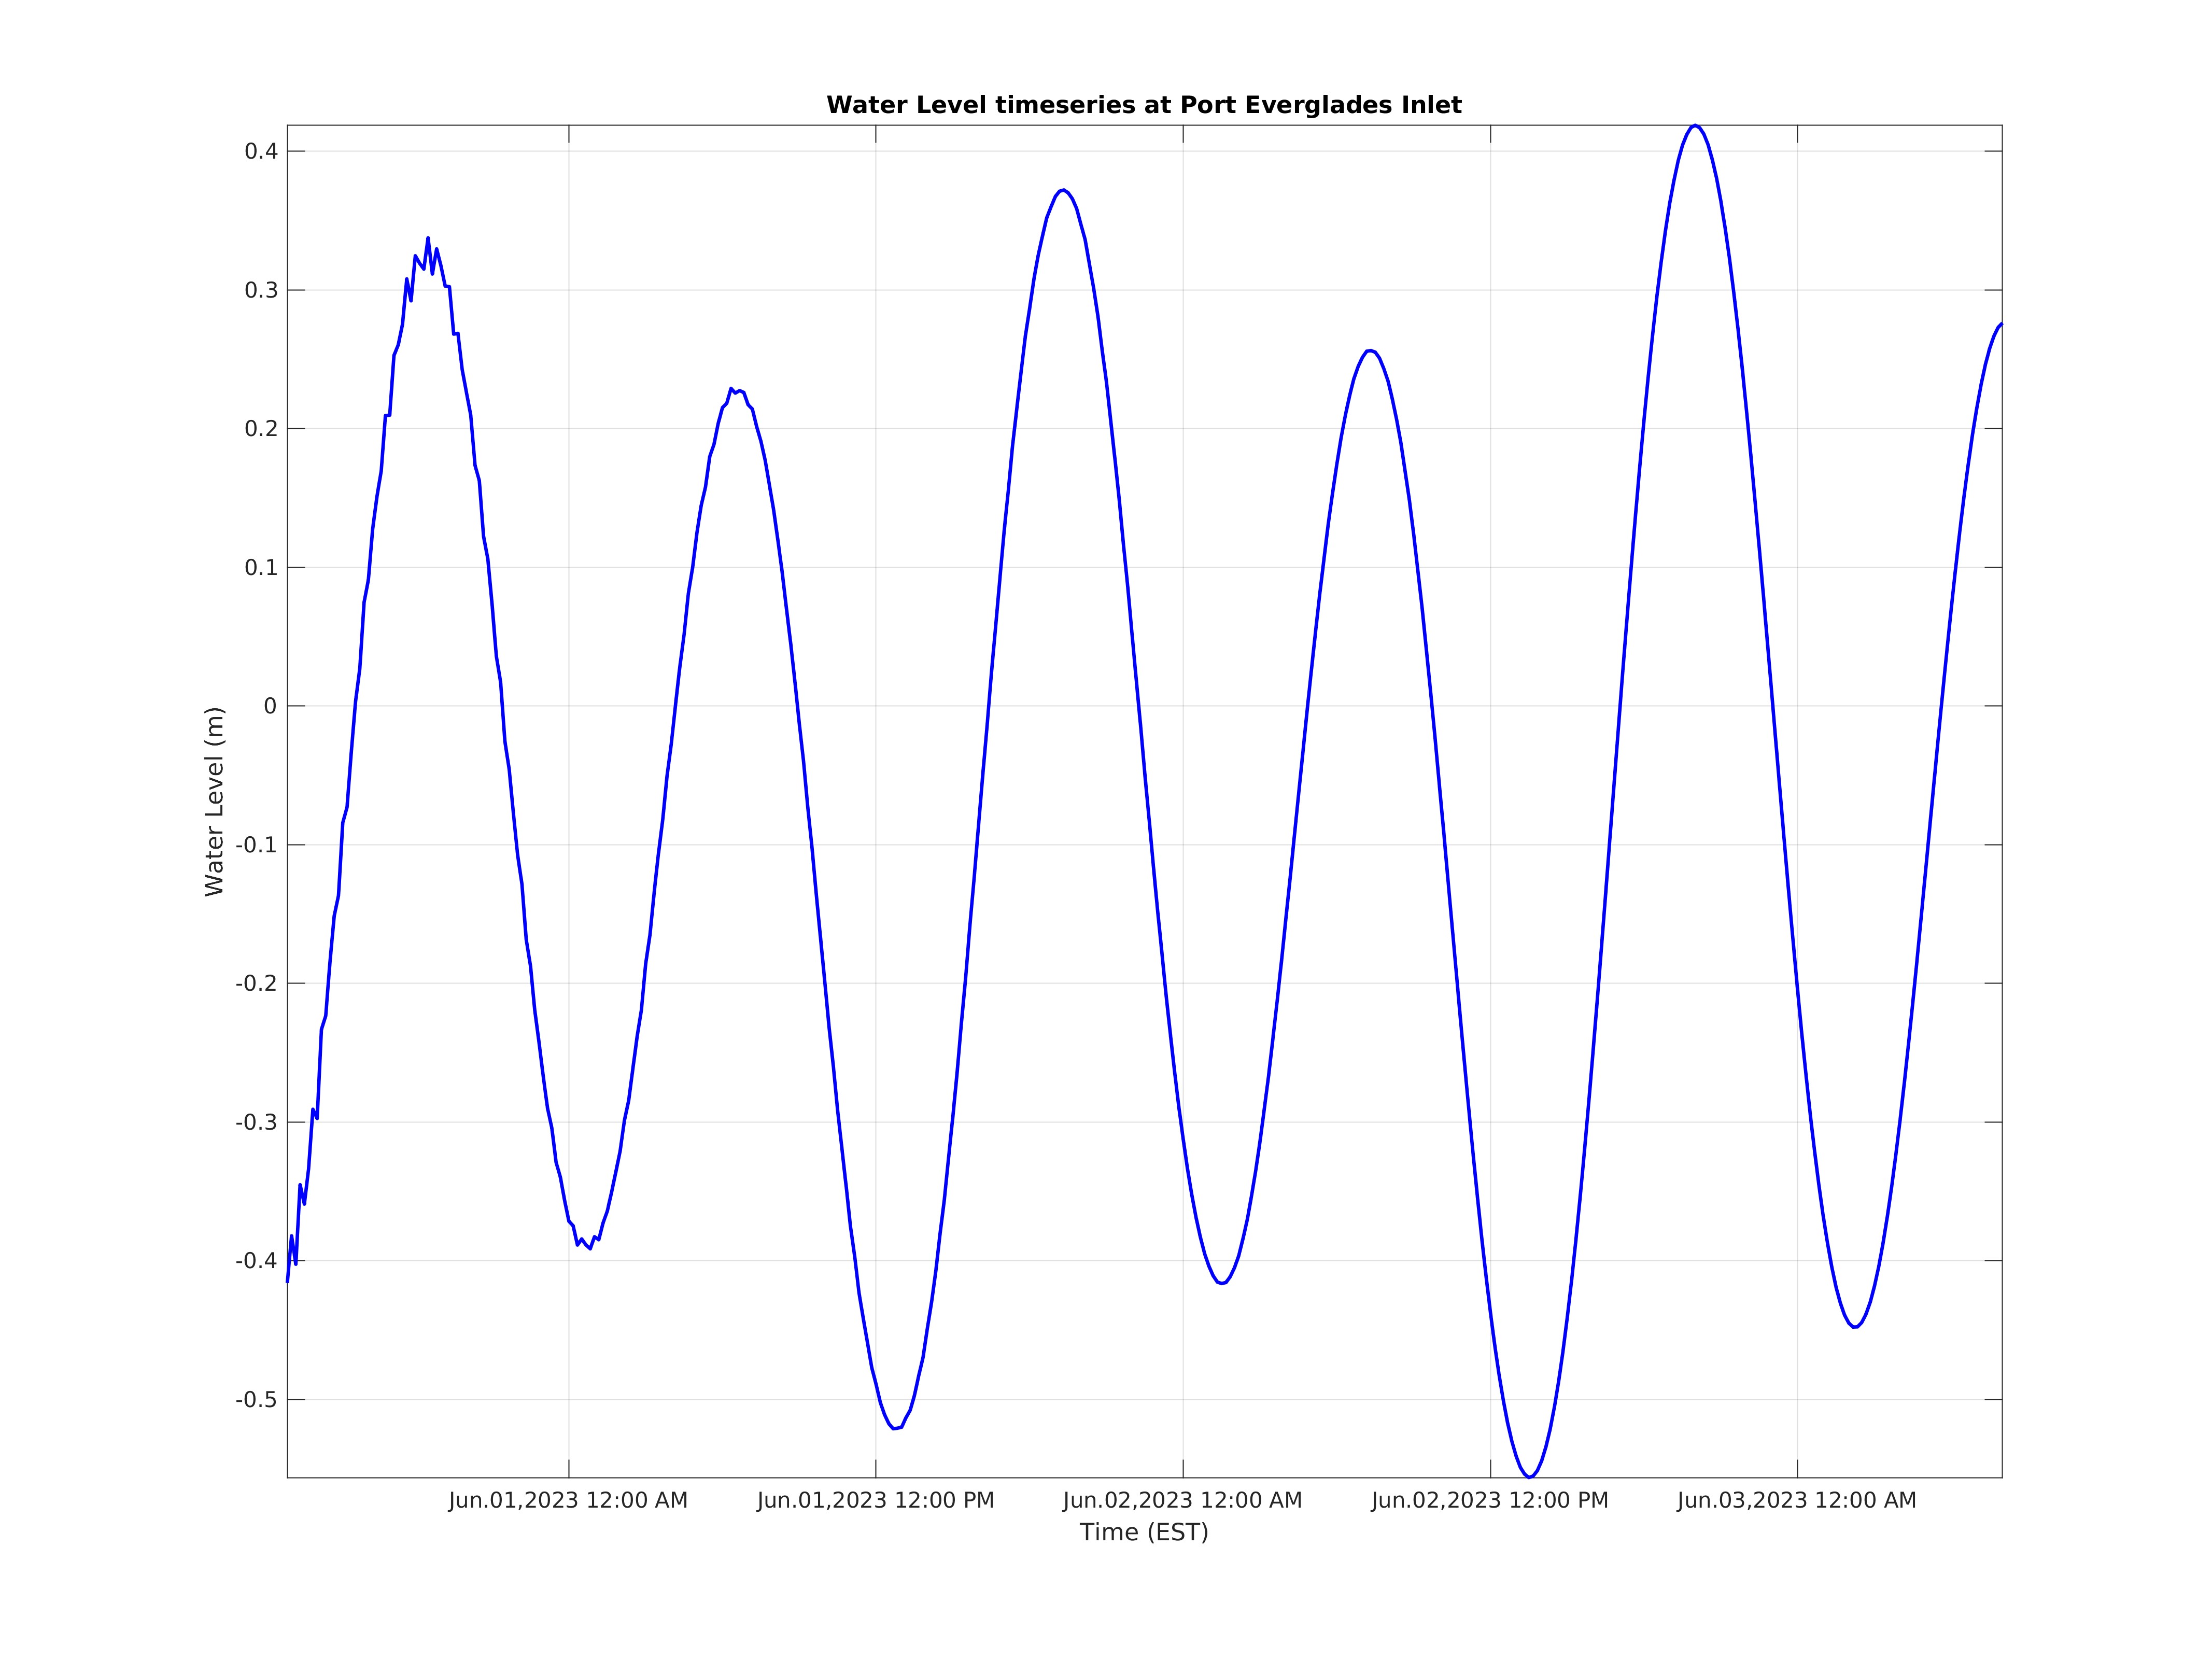 Water Level timeseries at Port Everglades Inlet
0.4
0.3
0.2
0.1
0
-0.1
-0.2
-0.3
-0.4
-0.5
Water Level (m)
Jun.01,2023 12:00 AM
Jun.01,2023 12:00 PM
Jun.02,2023 12:00 AM
Jun.02,2023 12:00 PM
Jun.03,2023 12:00 AM
Time (EST)